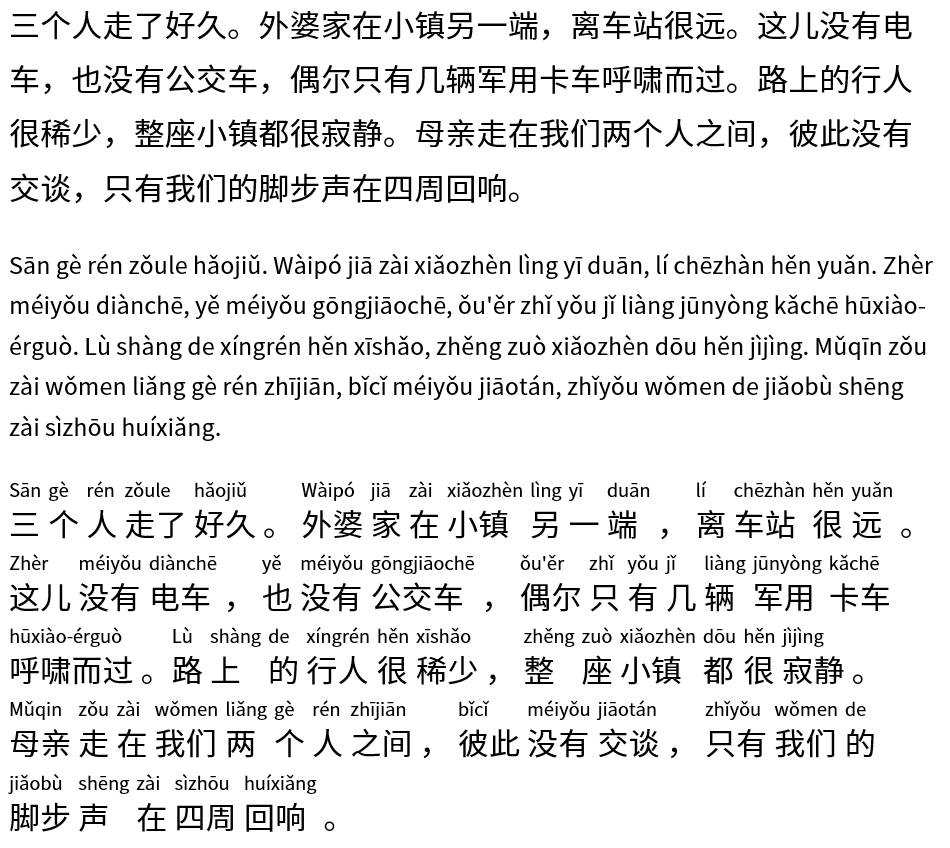 三个人走了好久。外婆家在小镇另一端，离车站很远。这儿没有电
车，也没有公交车，偶尔只有几辆军用卡车呼啸而过。路上的行人
很稀少，整座小镇都很寂静。母亲走在我们两个人之间，彼此没有
交谈，只有我们的脚步声在四周回响。
Sān gè rén zǒule hǎojiǔ. Wàipó jiā zài xiǎozhèn lìng yī duān, lí chēzhàn hěn yuǎn. Zhèr
méiyǒu diànchē, yě méiyǒu gōngjiāochē, ǒu'ěr zhǐ yǒu jǐ liàng jūnyòng kǎchē hūxiào-
érguò. Lù shàng de xíngrén hěn xīshǎo, zhěng zuò xiǎozhèn dōu hěn jìjìng. Mǔqīn zǒu
zài wǒmen liǎng gè rén zhījiān, bǐcǐ méiyǒu jiāotán, zhǐyǒu wǒmen de jiǎobù shēng
zài sìzhōu huíxiǎng.
Sān gè rén zǒule hǎojiǔ Wàipó jiā zài xiǎozhèn lìng yī duān lí chēzhàn hěn yuǎn
三 个 人 走了 好久 。 外婆 家 在 小镇 另 一 端 ， 离 车站 很 远 。
Zhèr méiyǒu diànchē yě méiyǒu gōngjiāochē ǒu'ěr zhǐ yǒu jǐ liàng jūnyòng kǎchē
这儿 没有 电车 ， 也 没有 公交车 ， 偶尔 只 有 几 辆 军用 卡车
hūxiào-érguò Lù shàng de xíngrén hěn xīshǎo zhěng zuò xiǎozhèn dōu hěn jìjìng
呼啸而过 。 路 上 的 行人 很 稀少 ， 整 座 小镇 都 很 寂静 。
Mǔqin zǒu zài wǒmen liǎng gè rén zhījiān bǐcǐ méiyǒu jiāotán zhǐyǒu wǒmen de
母亲 走 在 我们 两 个 人 之间 ， 彼此 没有 交谈 ， 只有 我们 的
jiǎobù shēng zài sìzhōu huíxiǎng
脚步 声 在 四周 回响 。